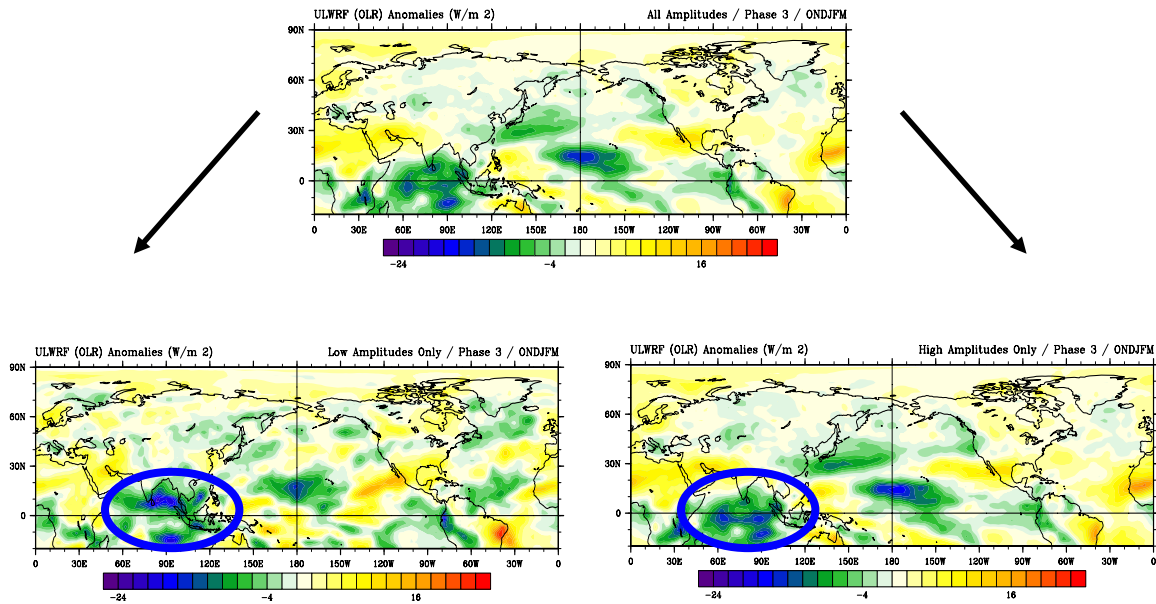 ULWRF (OLR) Anomalies (W/m 2) All Amplitudes / Phase 3 / ONDJFM
90N
60N
30N
0
0 30E 60E 90E 120E 150E 180 150W 120W 90W 60W 30W 0
-24 -4 16
ULWRF (OLR) Anomalies (W/m 2) Low Amplitudes Only / Phase 3 / ONDJFM
90N
60N
30N
0
0 30E 60E 90E 120E 150E 180 150W 120W 90W 60W 30W 0
-24 -4 16
ULWRF (OLR) Anomalies (W/m 2) High Amplitudes Only / Phase 3 / ONDJFM
90N
60N
30N
0
0 30E 60E 90E 120E 150E 180 150W 120W 90W 60W 30W 0
-24 -4 16